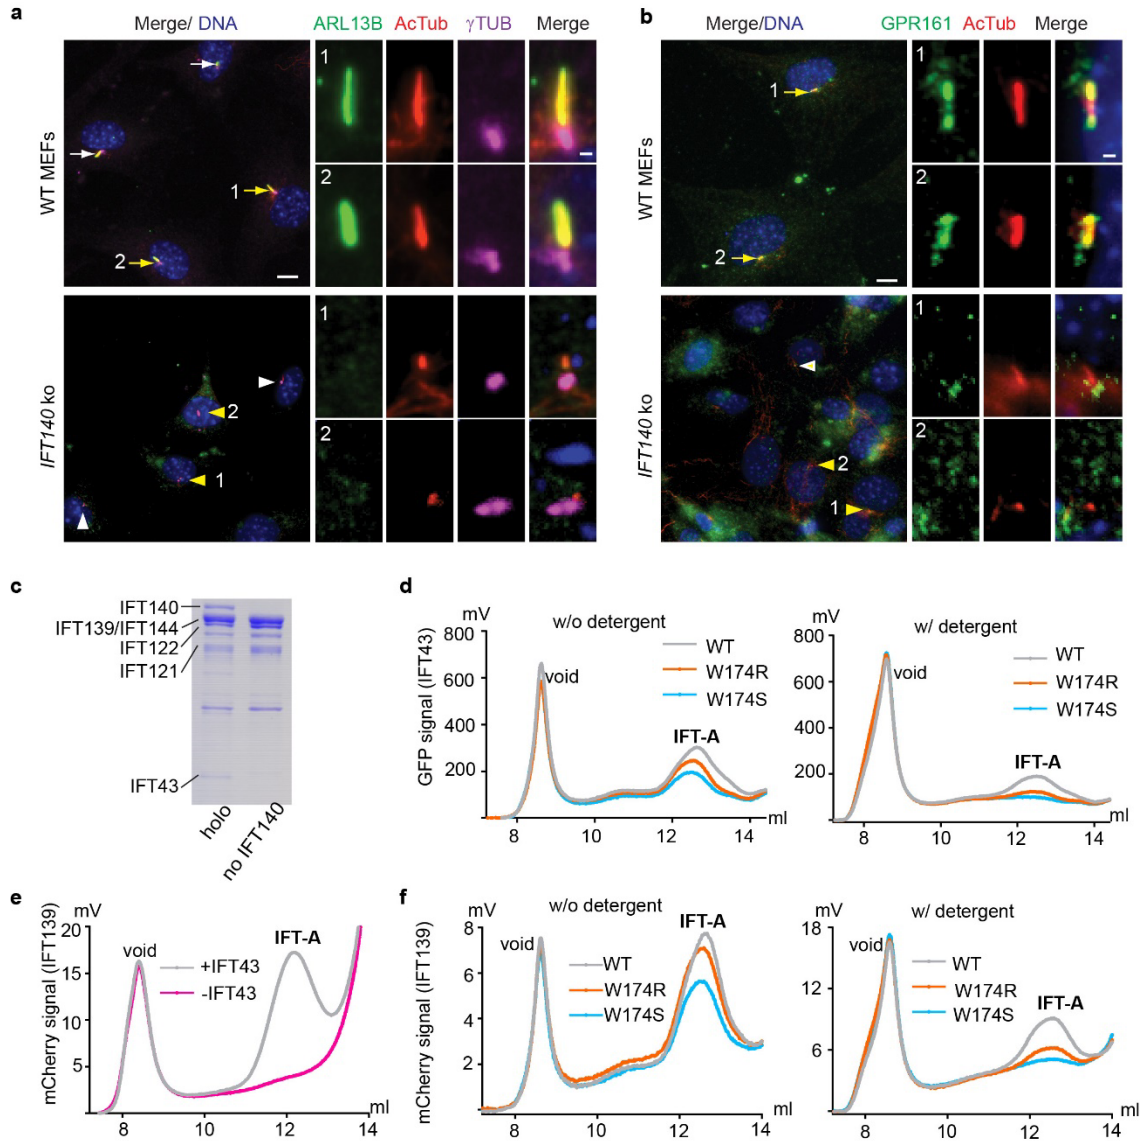 a
Merge/ DNA ARL13B AcTub γTUB Merge
WT MEFs
1
2
1
2
IFT140 ko
1
2
2
1
b
Merge/DNA GPR161 AcTub Merge
WT MEFs
1
1
2
2
IFT140 ko
1
2
2
1
c
IFT140
IFT139/IFT144
IFT122
IFT121
IFT43
holo
no IFT140
d
mV
w/o detergent
GFP signal (IFT43)
800
600
400
200
void
WT
W174R
W174S
IFT-A
8 10 12 14 ml
mV
w/ detergent
800
600
400
200
void
WT
W174R
W174S
IFT-A
8 10 12 14 ml
e
mV
mCherry signal (IFT139)
20
15
10
5
void
IFT-A
+IFT43
-IFT43
8 10 12 14
ml
f
mV
w/o detergent
mCherry signal (IFT139)
8
6
4
2
void
IFT-A
WT
W174R
W174S
8 10 12 14
ml
mV
w/ detergent
18
12
6
void
WT
W174R
W174S
IFT-A
8 10 12 14
ml